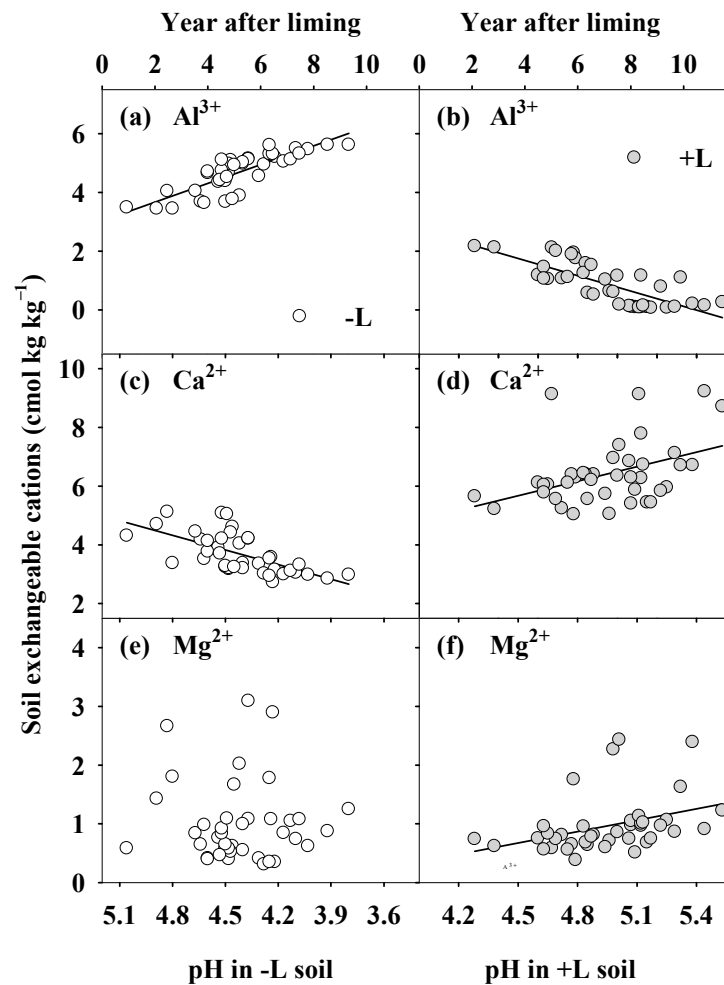 Year after liming Year after liming
0 2 4 6 8 10 0 2 4 6 8 10
(a) Al³⁺ (b) Al³⁺
+L
-L
6
4
2
0
(c) Ca²⁺ (d) Ca²⁺
10
8
6
4
2
(e) Mg²⁺ (f) Mg²⁺
4
3
2
1
0
Soil exchangeable cations (cmol kg kg⁻¹)
A³⁺
5.1 4.8 4.5 4.2 3.9 3.6 4.2 4.5 4.8 5.1 5.4
pH in -L soil pH in +L soil